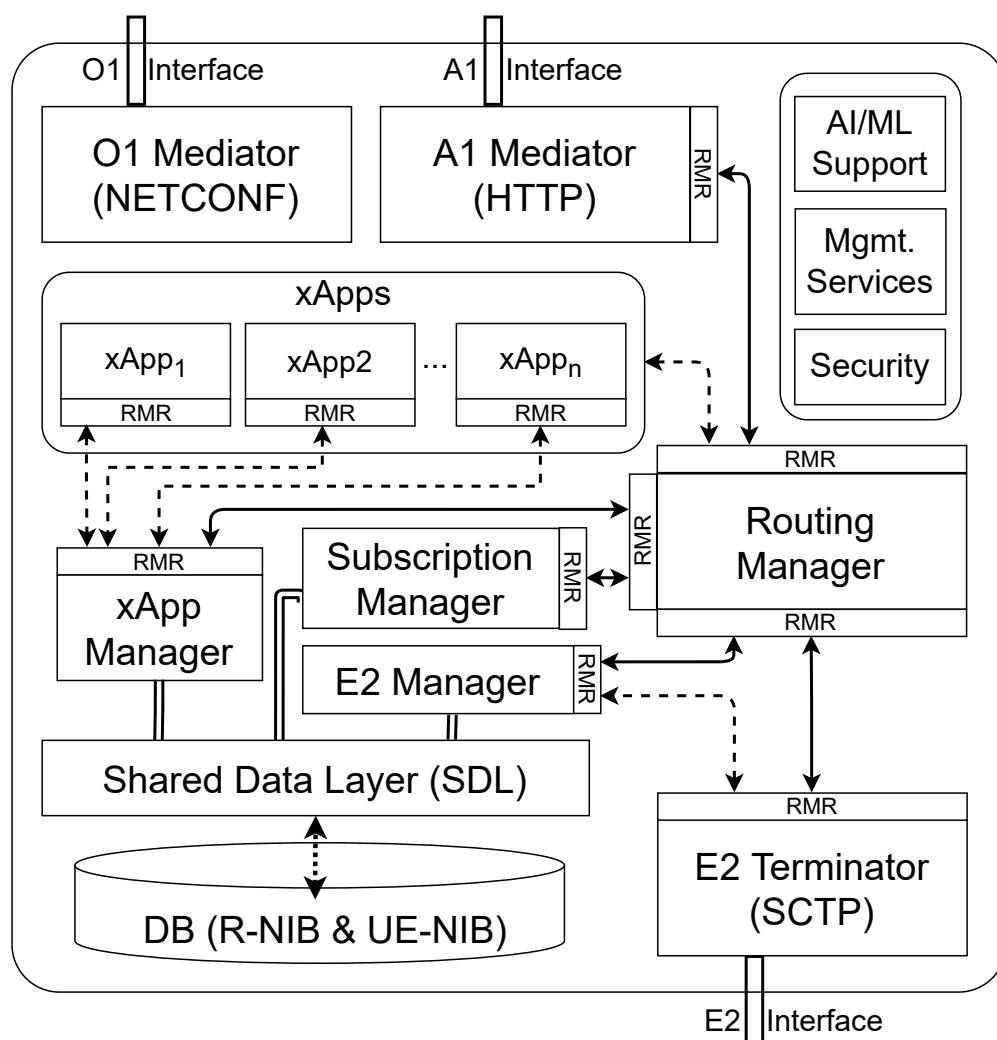 O1 Interface
A1 Interface
O1 Mediator
(NETCONF)
A1 Mediator
(HTTP)
RMR
AI/ML
Support
Mgmt.
Services
Security
xApps
xApp1
RMR
xApp2
RMR
...
xAppn
RMR
RMR
xApp
Manager
Subscription
Manager
RMR
E2 Manager
RMR
RMR
RMR
Routing
Manager
RMR
Shared Data Layer (SDL)
DB (R-NIB & UE-NIB)
RMR
E2 Terminator
(SCTP)
E2 Interface